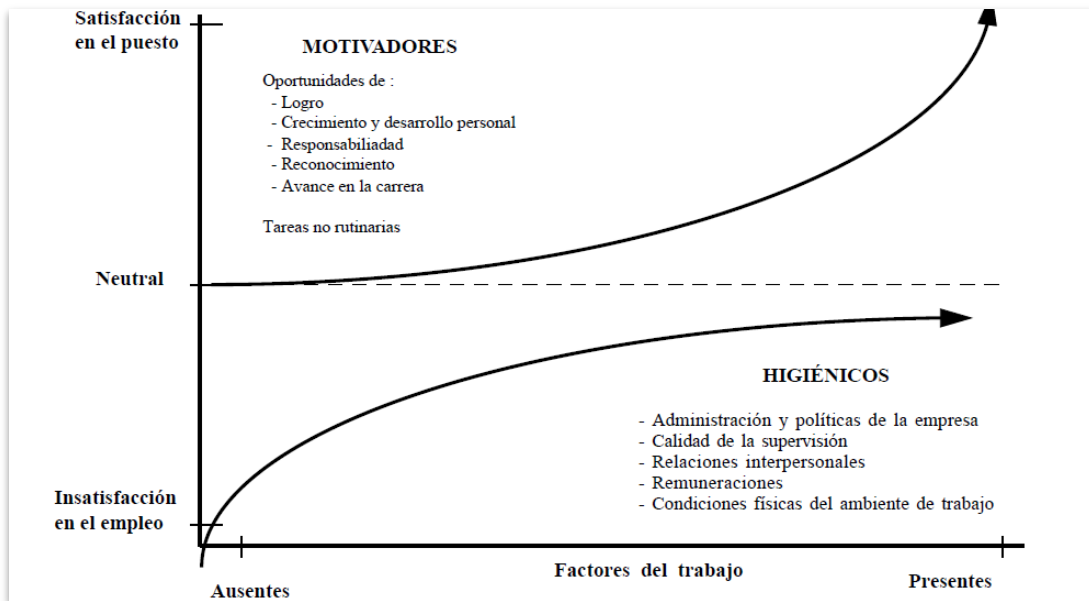 Satisfacción
en el puesto
MOTIVADORES
Oportunidades de :
- Logro
- Crecimiento y desarrollo personal
- Responsabiliadad
- Reconocimiento
- Avance en la carrera
Tareas no rutinarias
Neutral
HIGIÉNICOS
- Administración y políticas de la empresa
- Calidad de la supervisión
- Relaciones interpersonales
- Remuneraciones
- Condiciones físicas del ambiente de trabajo
Insatisfacción
en el empleo
Ausentes
Factores del trabajo
Presentes